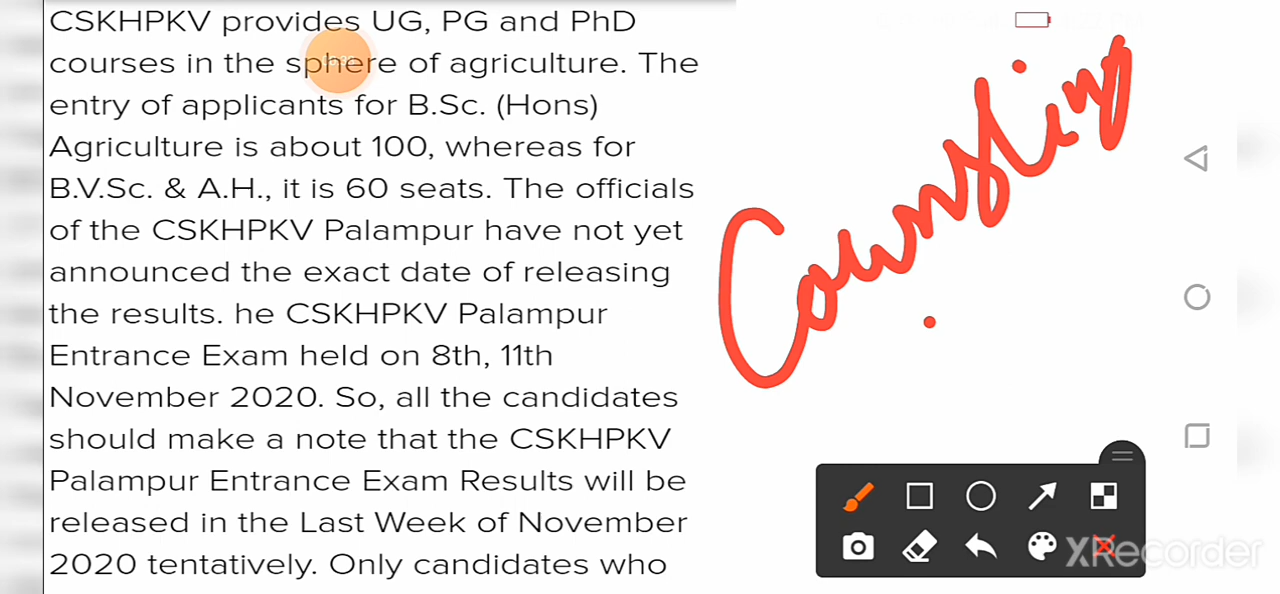 CSKHPKV provides UG, PG and PhD
courses in the sphere of agriculture. The
entry of applicants for B.Sc. (Hons)
Agriculture is about 100, whereas for
B.V.Sc. & A.H., it is 60 seats. The officials
of the CSKHPKV Palampur have not yet
announced the exact date of releasing
the results. he CSKHPKV Palampur
Entrance Exam held on 8th, 11th
November 2020. So, all the candidates
should make a note that the CSKHPKV
Palampur Entrance Exam Results will be
released in the Last Week of November
2020 tentatively. Only candidates who
Counsling
XRecorder